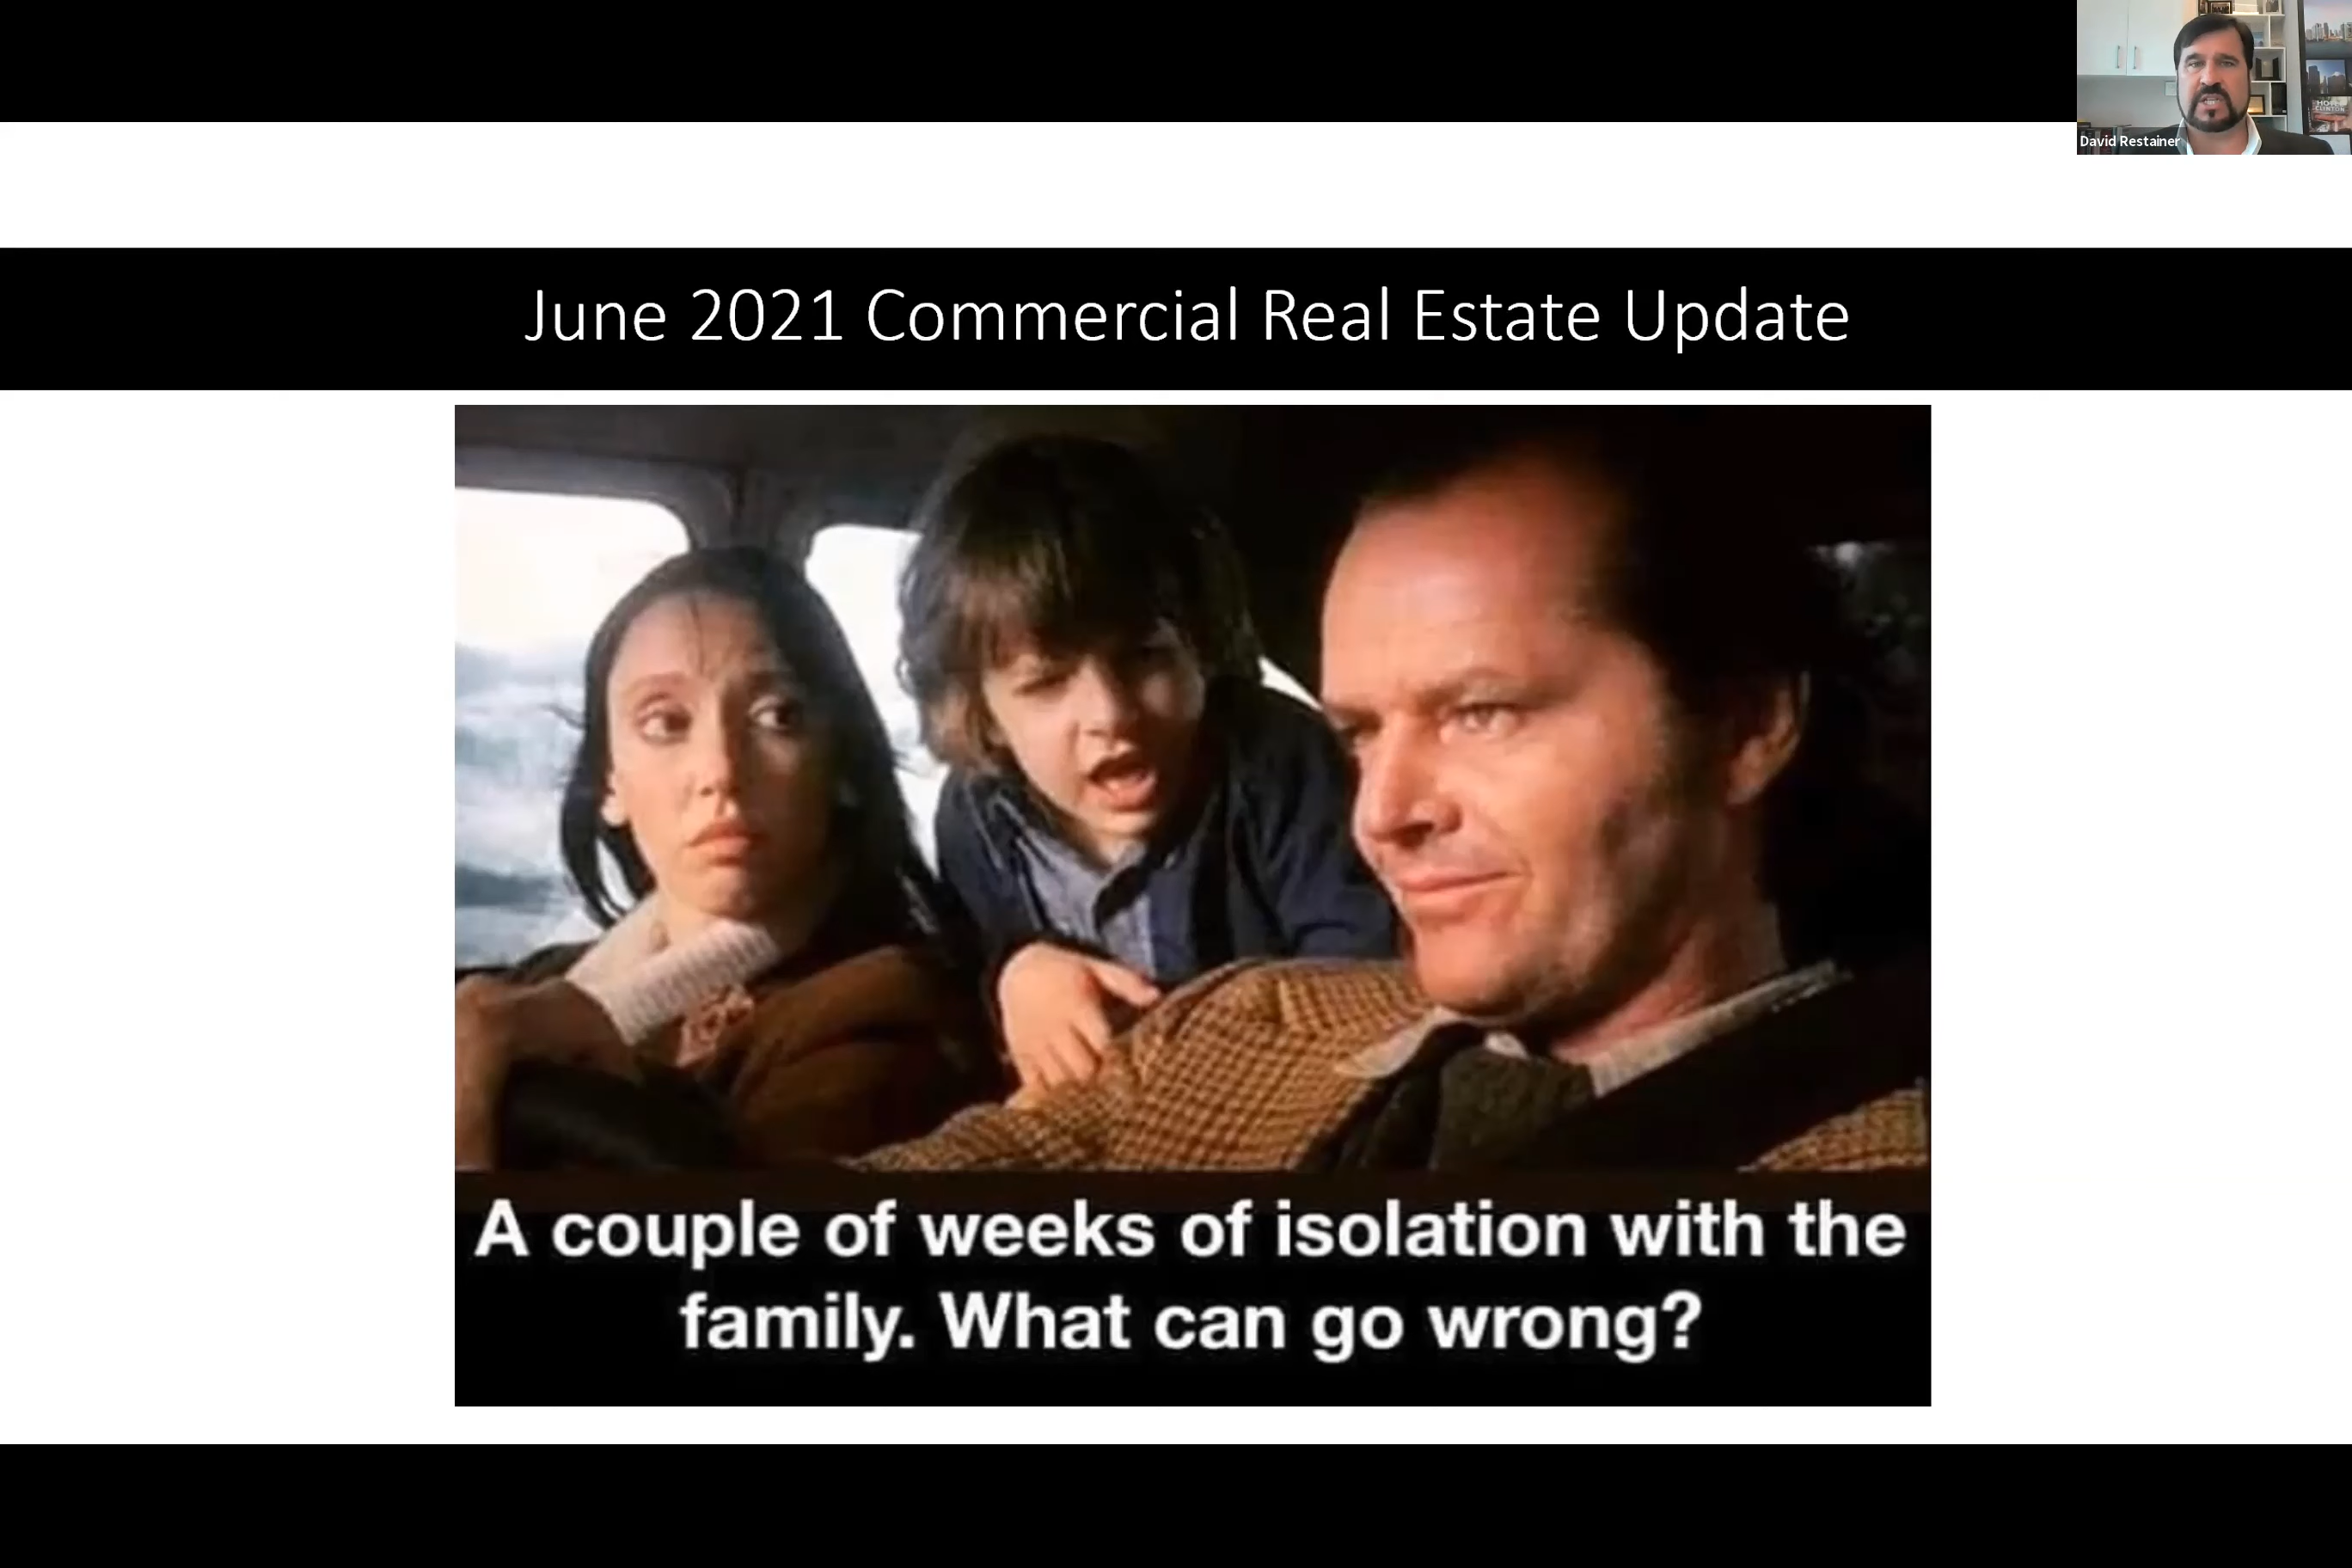 David Restainer
June 2021 Commercial Real Estate Update
A couple of weeks of isolation with the
family. What can go wrong?